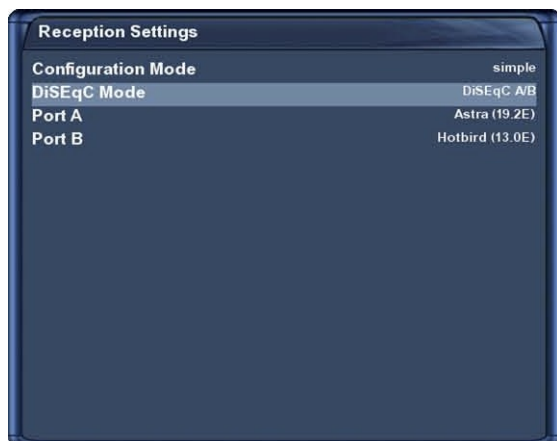 Reception Settings
Configuration Mode simple
DiSEqC Mode DiSEqC A/B
Port A Astra (19.2E)
Port B Hotbird (13.0E)